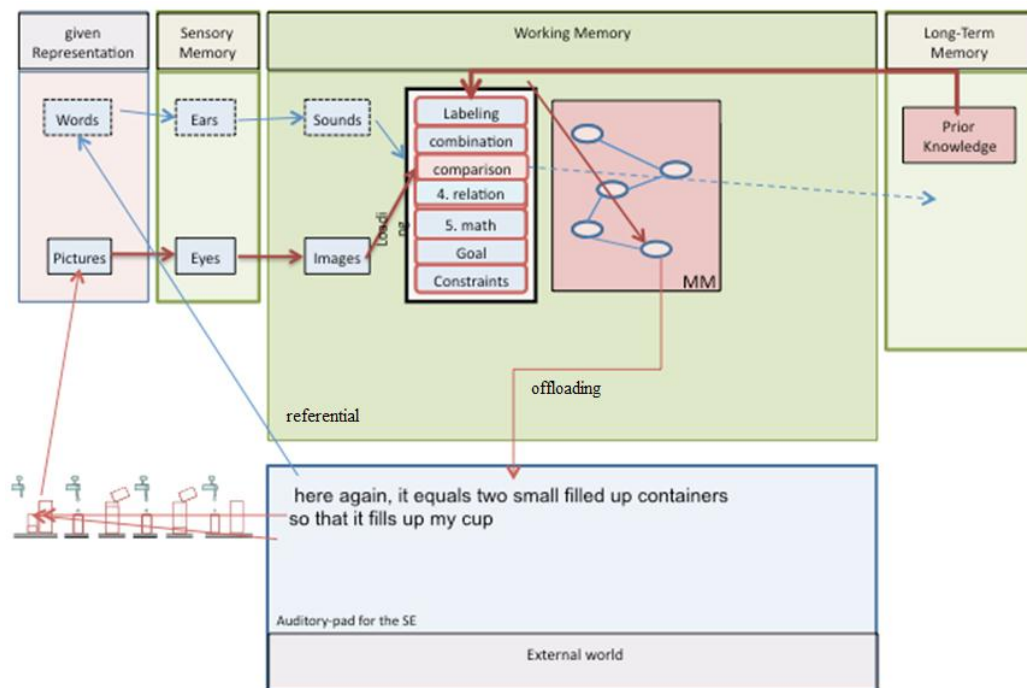 given
Representation
Sensory
Memory
Working Memory
Long-Term
Memory
Words
Ears
Sounds
Labeling
combination
comparison
4. relation
5. math
Goal
Constraints
Loadi
ng
Prior
Knowledge
Pictures
Eyes
Images
MM
offloading
referential
here again, it equals two small filled up containers
so that it fills up my cup
Auditory-pad for the SE
External world